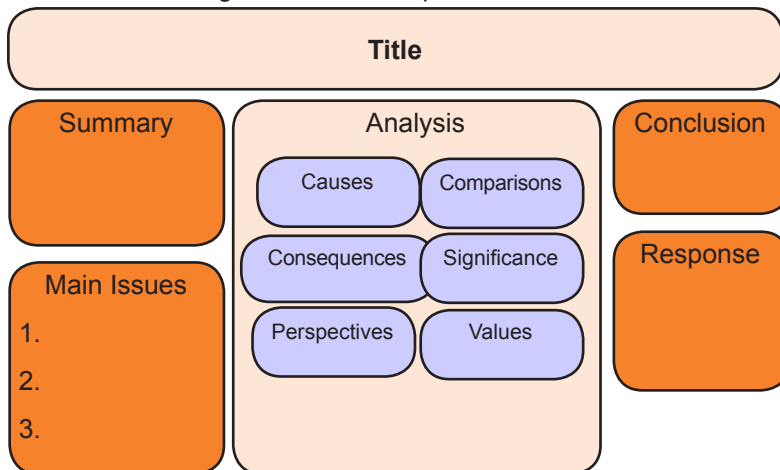 Title
Summary
Main Issues
1.
2.
3.
Analysis
Causes
Comparisons
Consequences
Significance
Perspectives
Values
Conclusion
Response